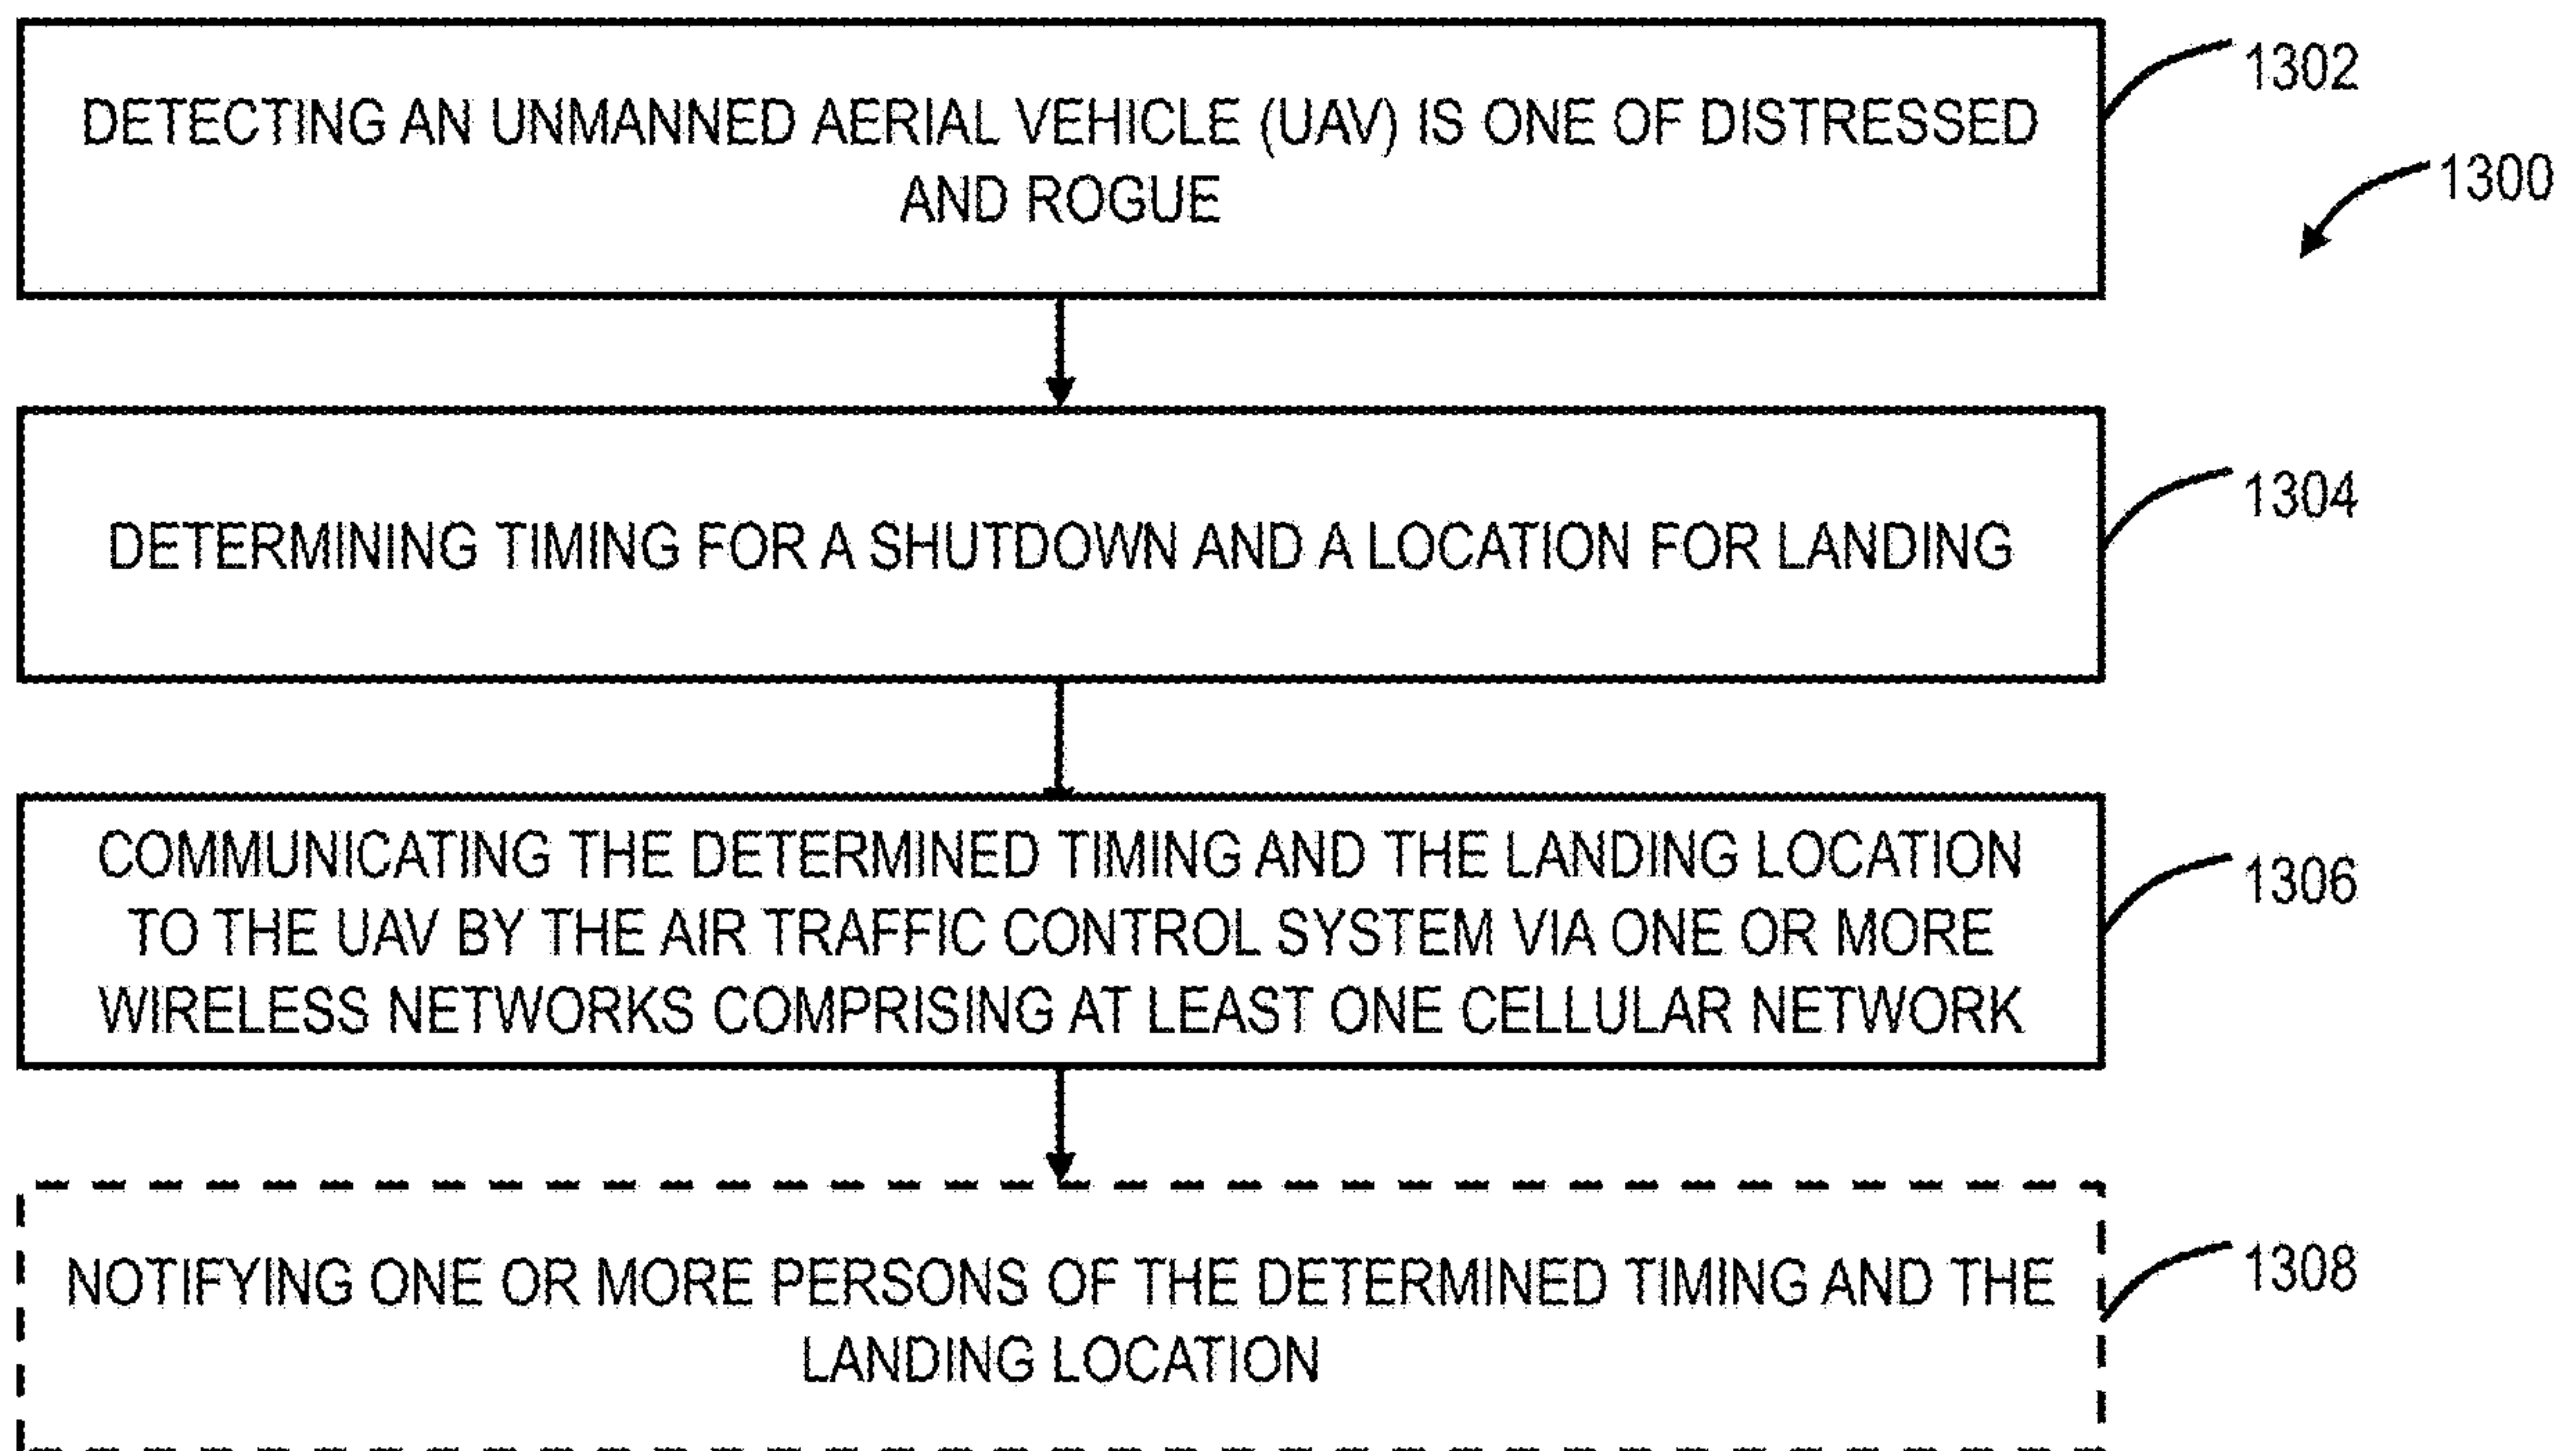 DETECTING AN UNMANNED AERIAL VEHICLE (UAV) IS ONE OF DISTRESSED
AND ROGUE
1302
1300
DETERMINING TIMING FOR A SHUTDOWN AND A LOCATION FOR LANDING
1304
COMMUNICATING THE DETERMINED TIMING AND THE LANDING LOCATION
TO THE UAV BY THE AIR TRAFFIC CONTROL SYSTEM VIA ONE OR MORE
WIRELESS NETWORKS COMPRISING AT LEAST ONE CELLULAR NETWORK
1306
NOTIFYING ONE OR MORE PERSONS OF THE DETERMINED TIMING AND THE
LANDING LOCATION
1308